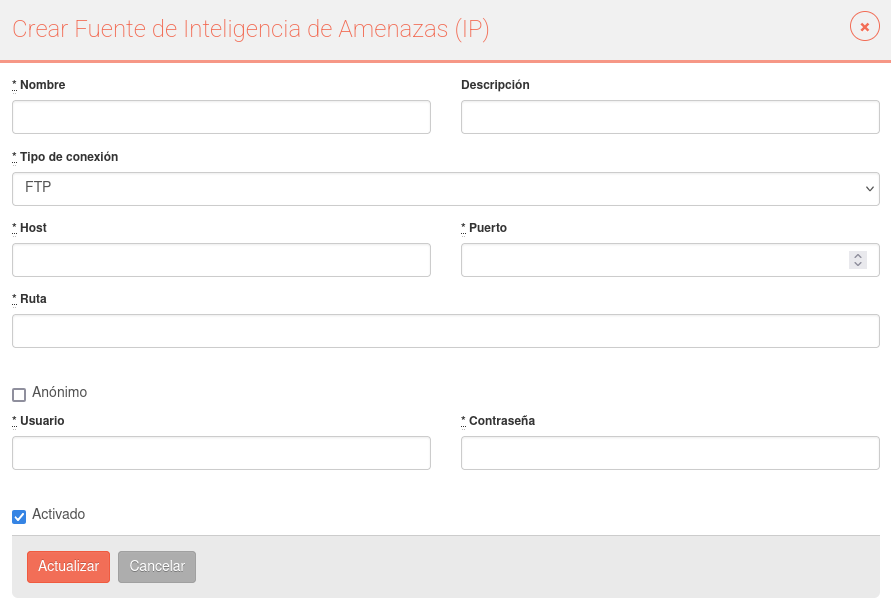 Crear Fuente de Inteligencia de Amenazas (IP)
* Nombre
Descripción
* Tipo de conexión
FTP
* Host
* Puerto
* Ruta
Anónimo
* Usuario
* Contraseña
Activado
Actualizar
Cancelar